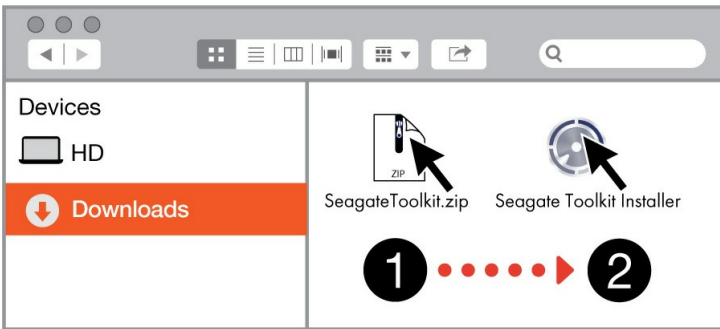 Devices
HD
Downloads
ZIP
SeagateToolkit.zip
Seagate Toolkit Installer
1
2